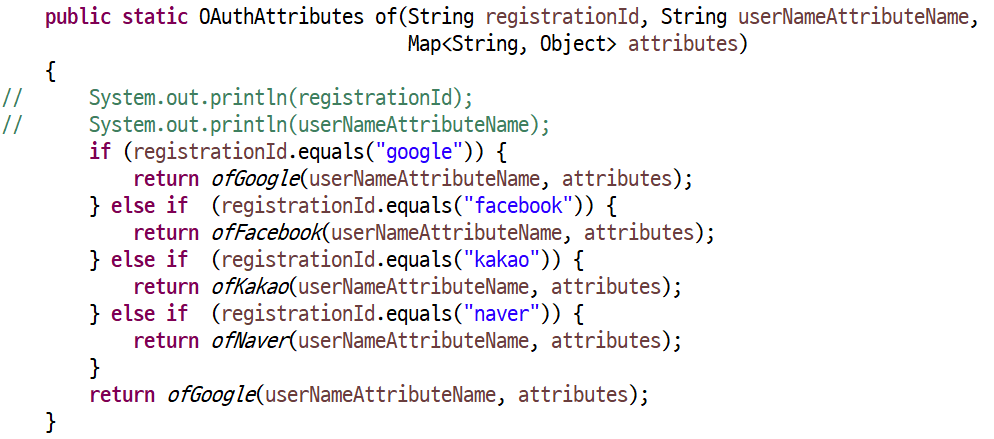 public static OAuthAttributes of(String registrationId, String userNameAttributeName,
Map<String, Object> attributes)
{
// System.out.println(registrationId);
// System.out.println(userNameAttributeName);
if (registrationId.equals("google")) {
return ofGoogle(userNameAttributeName, attributes);
} else if (registrationId.equals("facebook")) {
return ofFacebook(userNameAttributeName, attributes);
} else if (registrationId.equals("kakao")) {
return ofKakao(userNameAttributeName, attributes);
} else if (registrationId.equals("naver")) {
return ofNaver(userNameAttributeName, attributes);
}
return ofGoogle(userNameAttributeName, attributes);
}